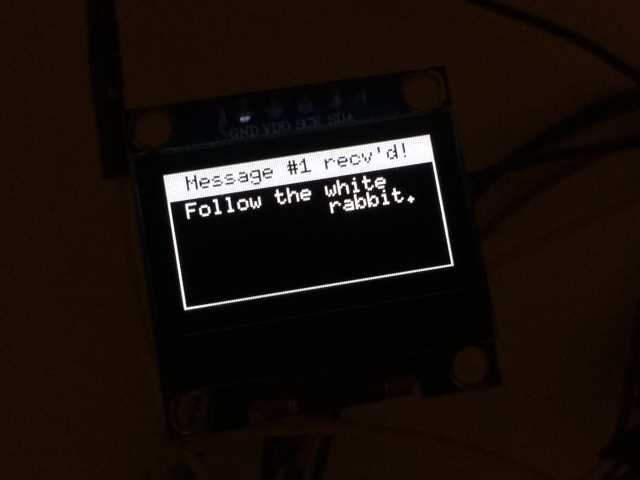 GND VDD SCK SDA
Message #1 recv'd!
Follow the white
rabbit.